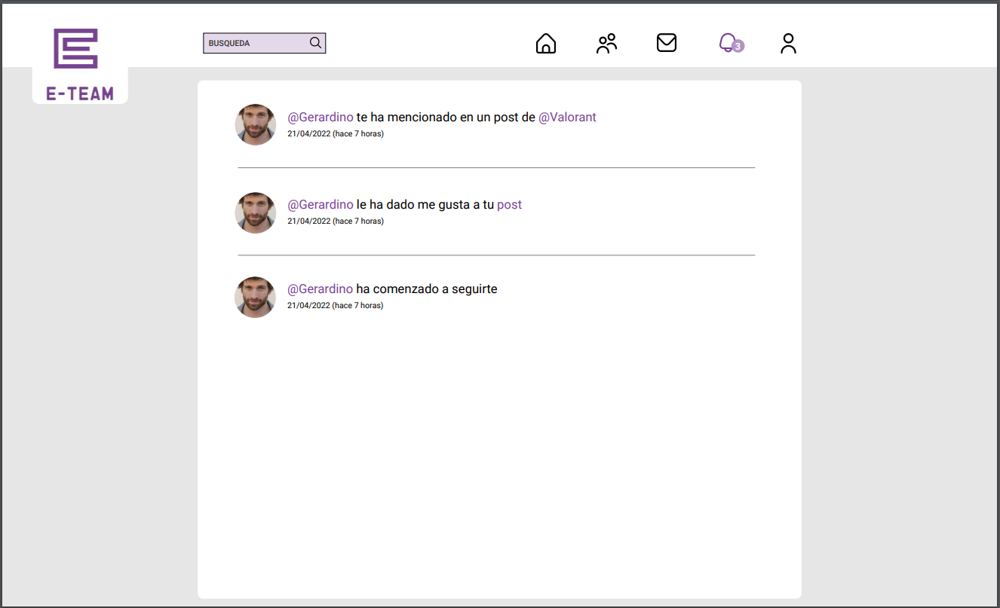 BUSQUEDA
3
E-TEAM
@Gerardino te ha mencionado en un post de @Valorant
21/04/2022 (hace 7 horas)
@Gerardino le ha dado me gusta a tu post
21/04/2022 (hace 7 horas)
@Gerardino ha comenzado a seguirte
21/04/2022 (hace 7 horas)